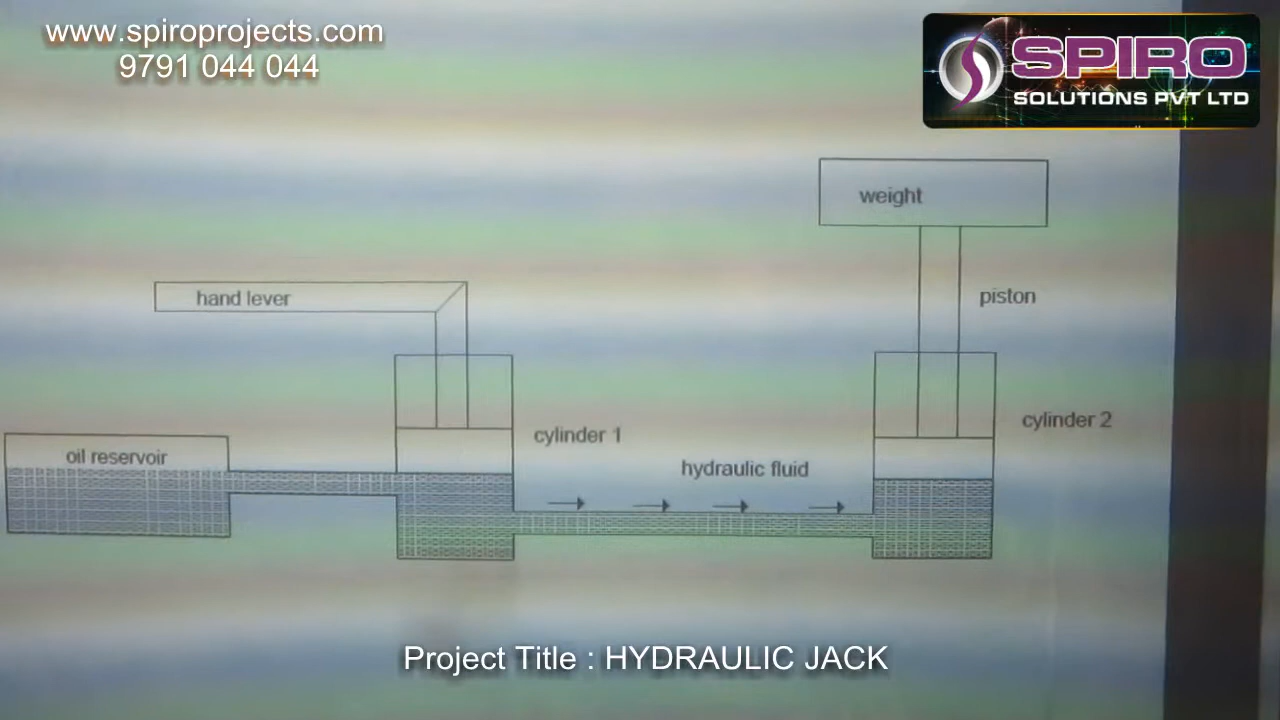 www.spiroprojects.com
9791 044 044
SPIRO
SOLUTIONS PVT LTD
weight
hand lever
piston
cylinder 1
cylinder 2
oil reservoir
hydraulic fluid
Project Title : HYDRAULIC JACK